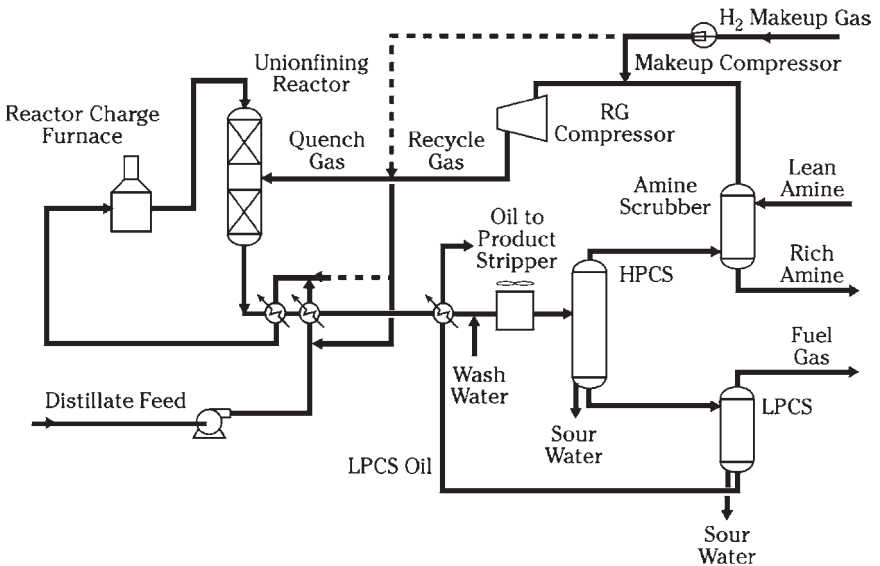 H2 Makeup Gas
Makeup Compressor
Unionfining
Reactor
Reactor Charge
Furnace
Quench
Gas
Recycle
Gas
RG
Compressor
Lean
Amine
Amine
Scrubber
Oil to
Product
Stripper
HPCS
Rich
Amine
Fuel
Gas
Wash
Water
Distillate Feed
LPCS
Sour
Water
LPCS Oil
Sour
Water